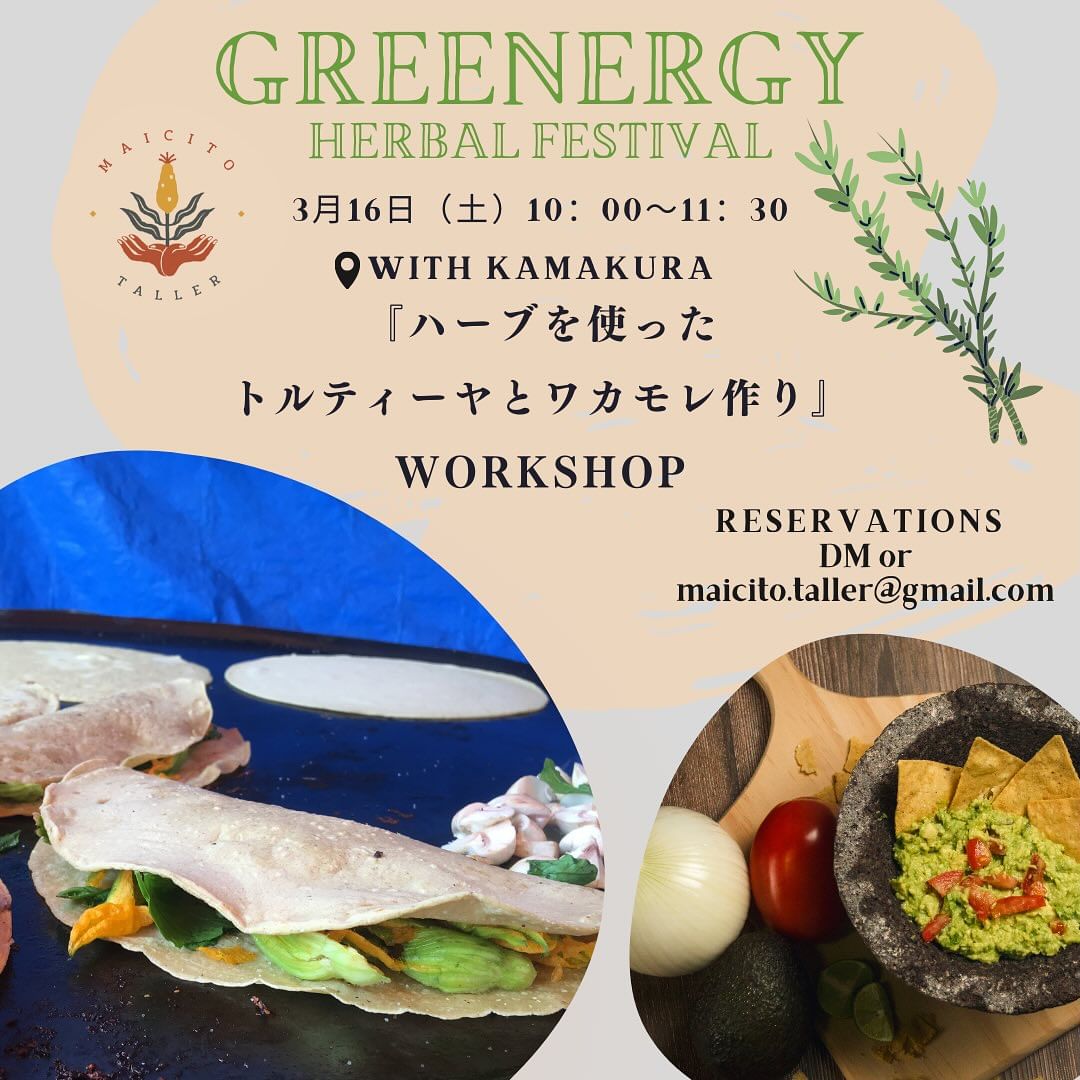 GREENERGY
HERBAL FESTIVAL
MAICITO
TALLER
3月16日（土）10：00〜11：30
WITH KAMAKURA
『ハーブを使った
トルティーヤとワカモレ作り』
WORKSHOP
RESERVATIONS
DM or
maicito.taller@gmail.com